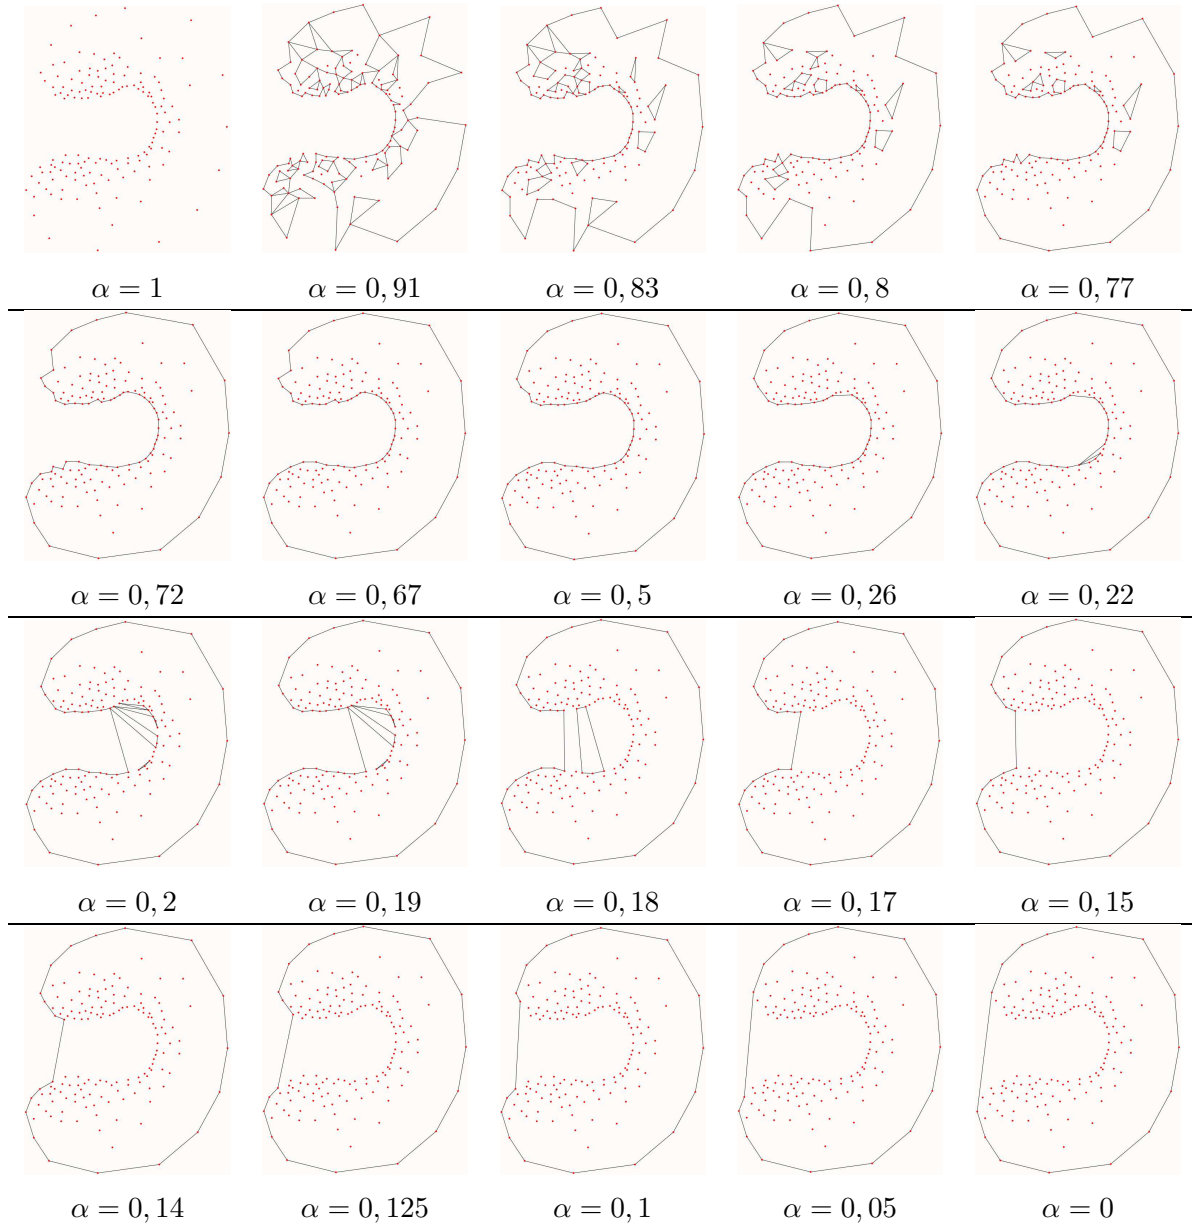 α = 1 α = 0, 91 α = 0, 83 α = 0, 8 α = 0, 77
α = 0, 72 α = 0, 67 α = 0, 5 α = 0, 26 α = 0, 22
α = 0, 2 α = 0, 19 α = 0, 18 α = 0, 17 α = 0, 15
α = 0, 14 α = 0, 125 α = 0, 1 α = 0, 05 α = 0